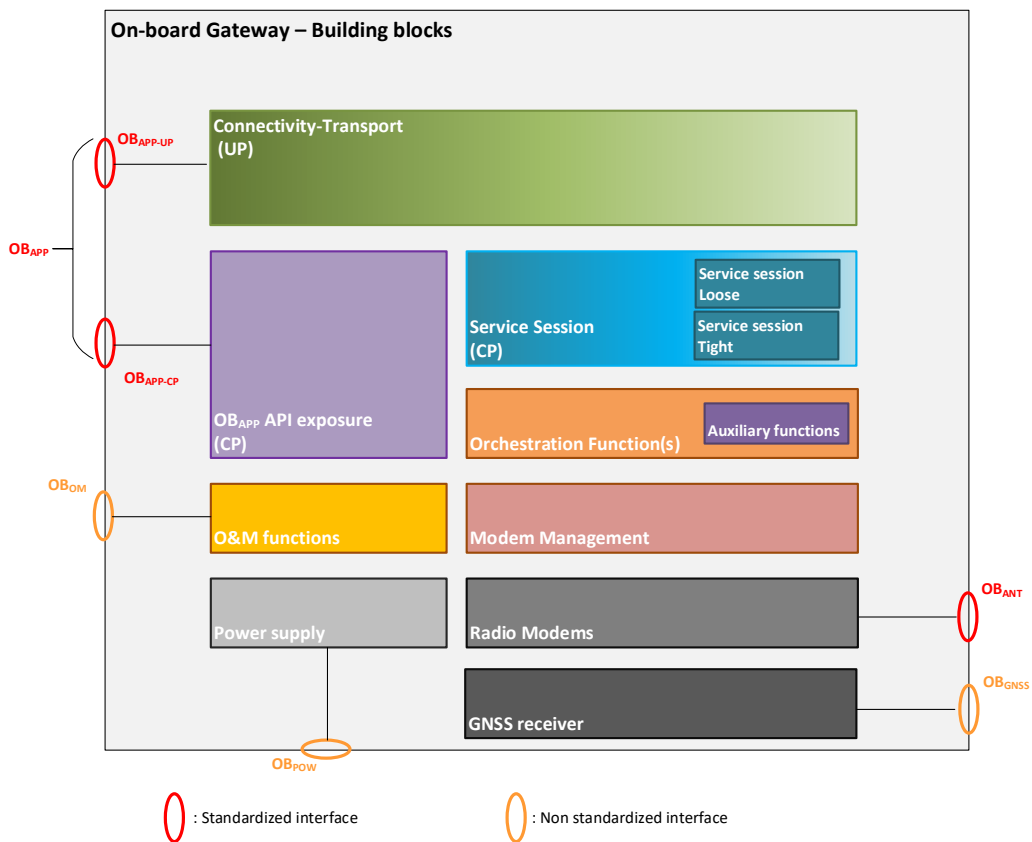 On-board Gateway – Building blocks
Connectivity-Transport
(UP)
OBAPP-UP
OBAPP
OBAPP-CP
OBAPP API exposure
(CP)
Service session
Loose
Service session
Tight
Service Session
(CP)
Auxiliary functions
Orchestration Function(s)
OBOM
O&M functions
Modem Management
Power supply
Radio Modems
OBANT
GNSS receiver
OBGNSS
OBPOW
: Standardized interface
: Non standardized interface